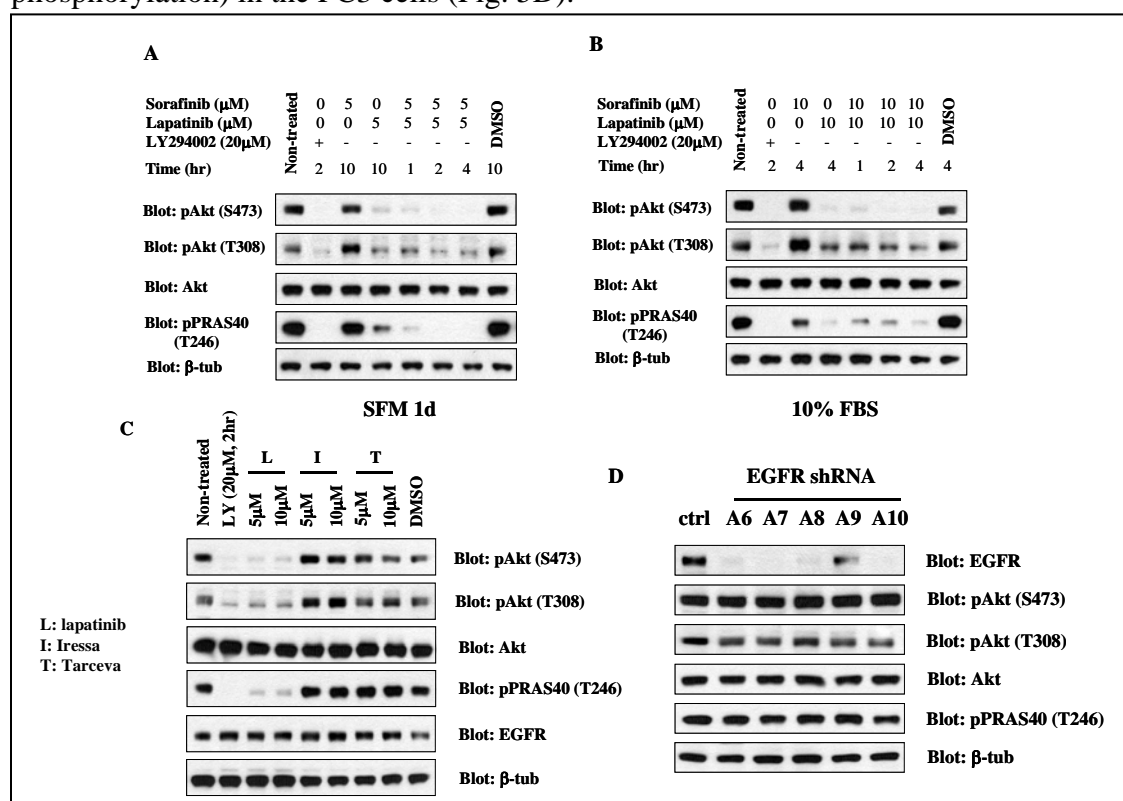 phosphorylation) in the PC3 cells (Fig. 3D).
A
Sorafinib (μM) 0 5 0 5 5 5
Lapatinib (μM) 0 0 5 5 5 5
LY294002 (20μM) + - - - - -
Time (hr) 2 10 10 1 2 4 10
Non-treated
DMSO
Blot: pAkt (S473)
Blot: pAkt (T308)
Blot: Akt
Blot: pPRAS40
(T246)
Blot: β-tub
SFM 1d
B
Sorafinib (μM) 0 10 0 10 10 10
Lapatinib (μM) 0 0 10 10 10 10
LY294002 (20μM) + - - - - -
Time (hr) 2 4 4 1 2 4 4
Non-treated
DMSO
Blot: pAkt (S473)
Blot: pAkt (T308)
Blot: Akt
Blot: pPRAS40
(T246)
Blot: β-tub
10% FBS
C
L I T
Non-treated
LY (20μM, 2hr)
5μM
10μM
5μM
10μM
5μM
10μM
DMSO
Blot: pAkt (S473)
Blot: pAkt (T308)
Blot: Akt
Blot: pPRAS40 (T246)
Blot: EGFR
Blot: β-tub
L: lapatinib
I: Iressa
T: Tarceva
D
EGFR shRNA
ctrl A6 A7 A8 A9 A10
Blot: EGFR
Blot: pAkt (S473)
Blot: pAkt (T308)
Blot: Akt
Blot: pPRAS40 (T246)
Blot: β-tub